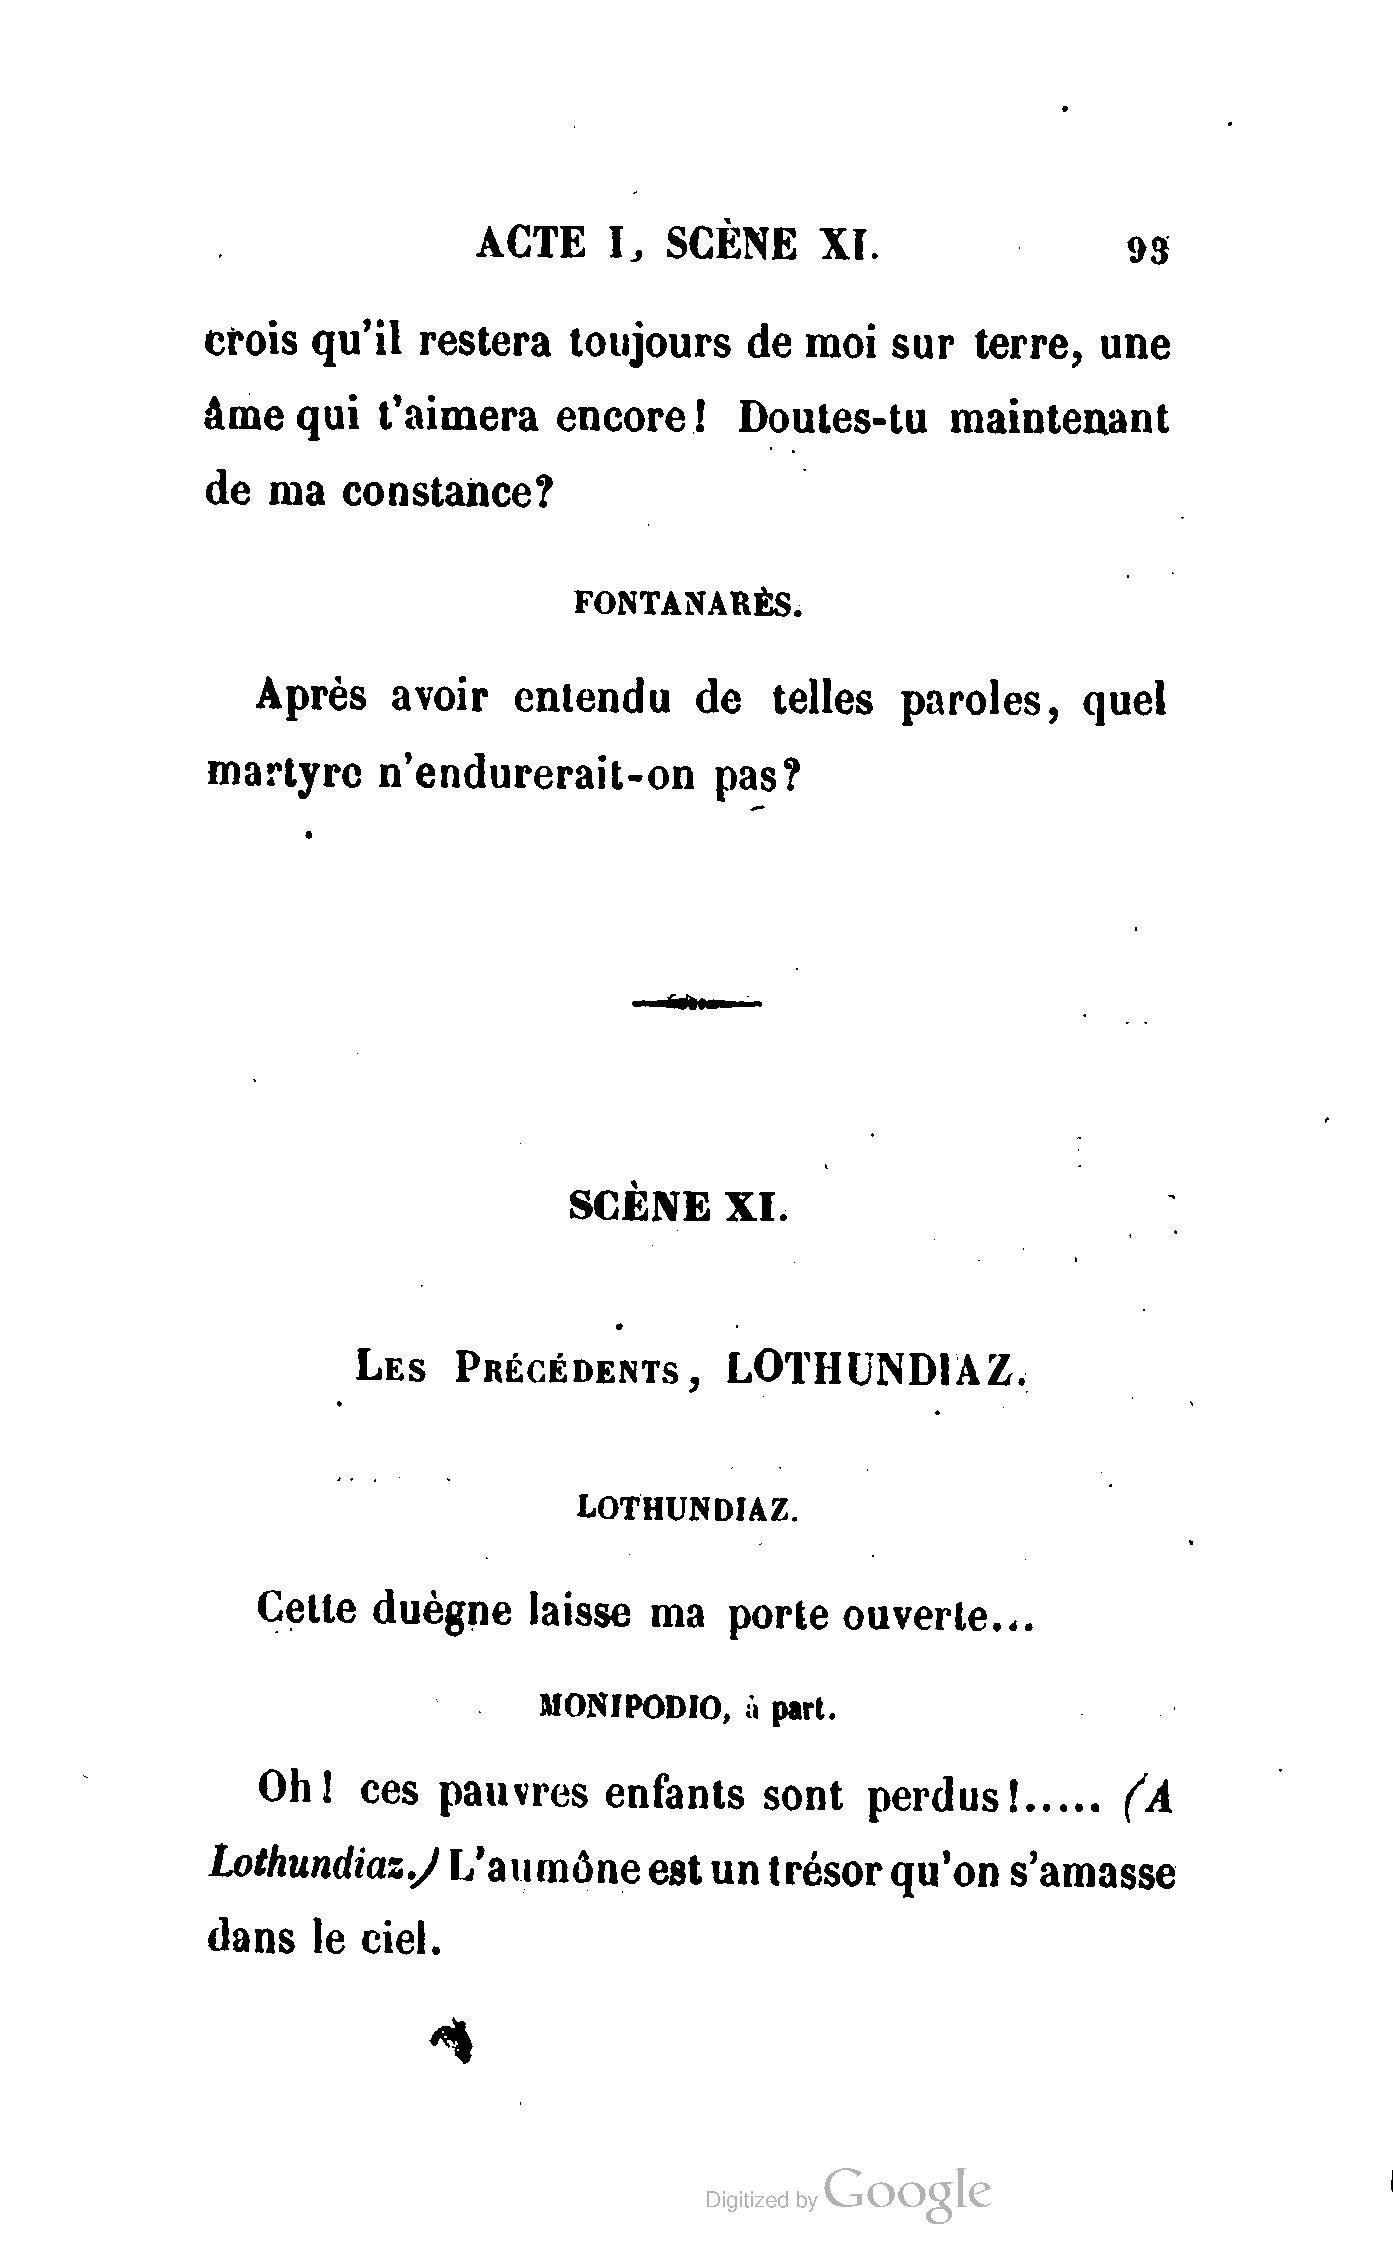 ACTE I, SCÈNE XI. 93
crois qu'il restera toujours de moi sur terre, une
âme qui t'aimera encore! Doutes-tu maintenant
de ma constance?
FONTANARÈS.
Après avoir entendu de telles paroles, quel
martyre n'endurerait-on pas?
SCÈNE XI.
LES PRÉCÉDENTS, LOTHUNDIAZ.
LOTHUNDIAZ.
Cette duègne laisse ma porte ouverte...
MONIPODIO, à part.
Oh! ces pauvres enfants sont perdus!..... (A
Lothundiaz.) L'aumône est un trésor qu'on s'amasse
dans le ciel.
Digitized by Google